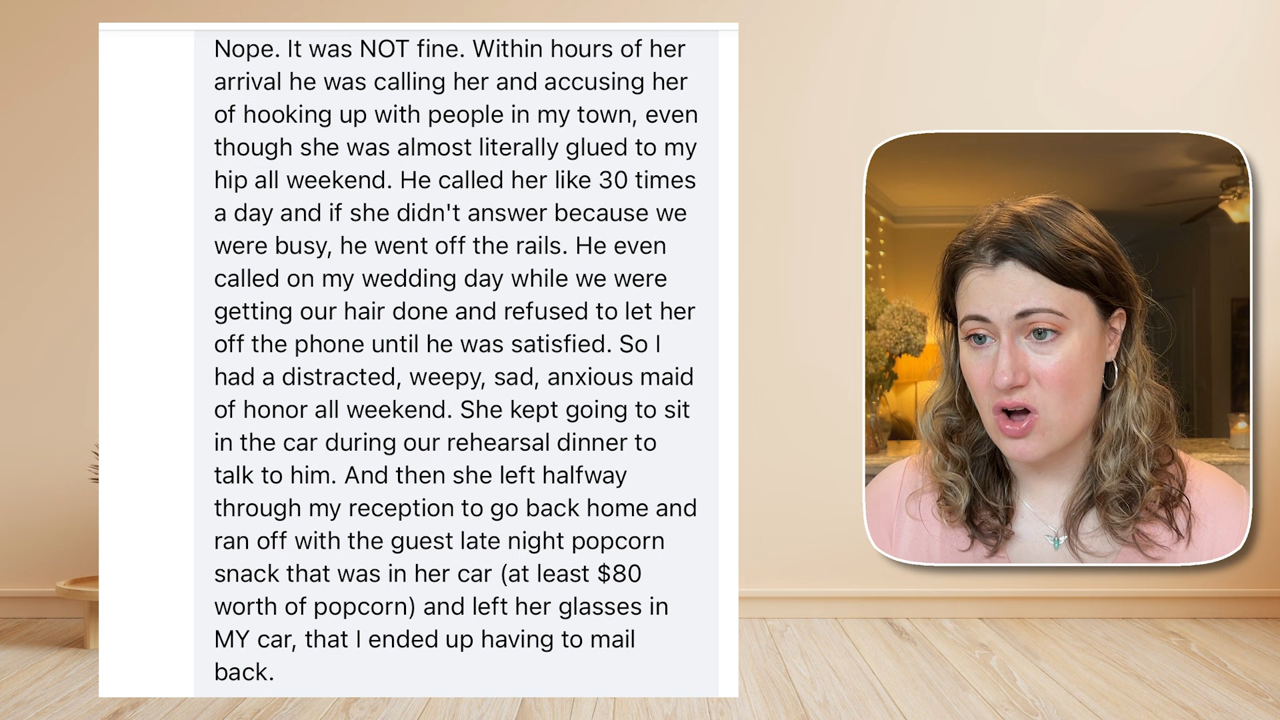 Nope. It was NOT fine. Within hours of her
arrival he was calling her and accusing her
of hooking up with people in my town, even
though she was almost literally glued to my
hip all weekend. He called her like 30 times
a day and if she didn't answer because we
were busy, he went off the rails. He even
called on my wedding day while we were
getting our hair done and refused to let her
off the phone until he was satisfied. So I
had a distracted, weepy, sad, anxious maid
of honor all weekend. She kept going to sit
in the car during our rehearsal dinner to
talk to him. And then she left halfway
through my reception to go back home and
ran off with the guest late night popcorn
snack that was in her car (at least $80
worth of popcorn) and left her glasses in
MY car, that I ended up having to mail
back.